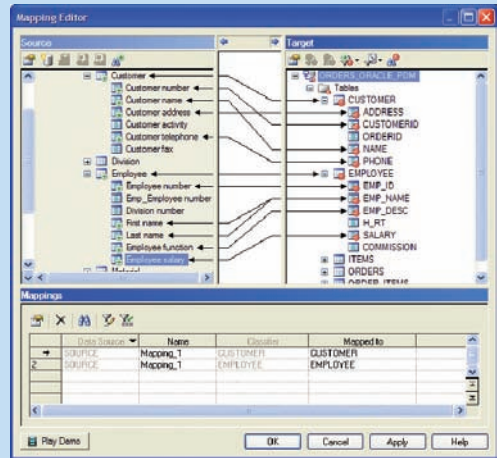 Mapping Editor
Source
Target
Customer
Customer number
Customer name
Customer address
Customer activity
Customer telephone
Customer fax
Division
Employee
Employee number
Emp_Employee number
Division number
First name
Last name
Employee function
Employee salary
Material
ORDERS_ORACLE_PDM
Tables
CUSTOMER
ADDRESS
CUSTOMERID
ORDERID
NAME
PHONE
EMPLOYEE
EMP_ID
EMP_NAME
EMP_DESC
H_RT
SALARY
COMMISSION
ITEMS
ORDERS
ORDER_ITEMS
Mappings
Data Source Name Classifier Mapped to
SOURCE Mapping_1 CUSTOMER CUSTOMER
2 SOURCE Mapping_1 EMPLOYEE EMPLOYEE
Play Demo OK Cancel Apply Help